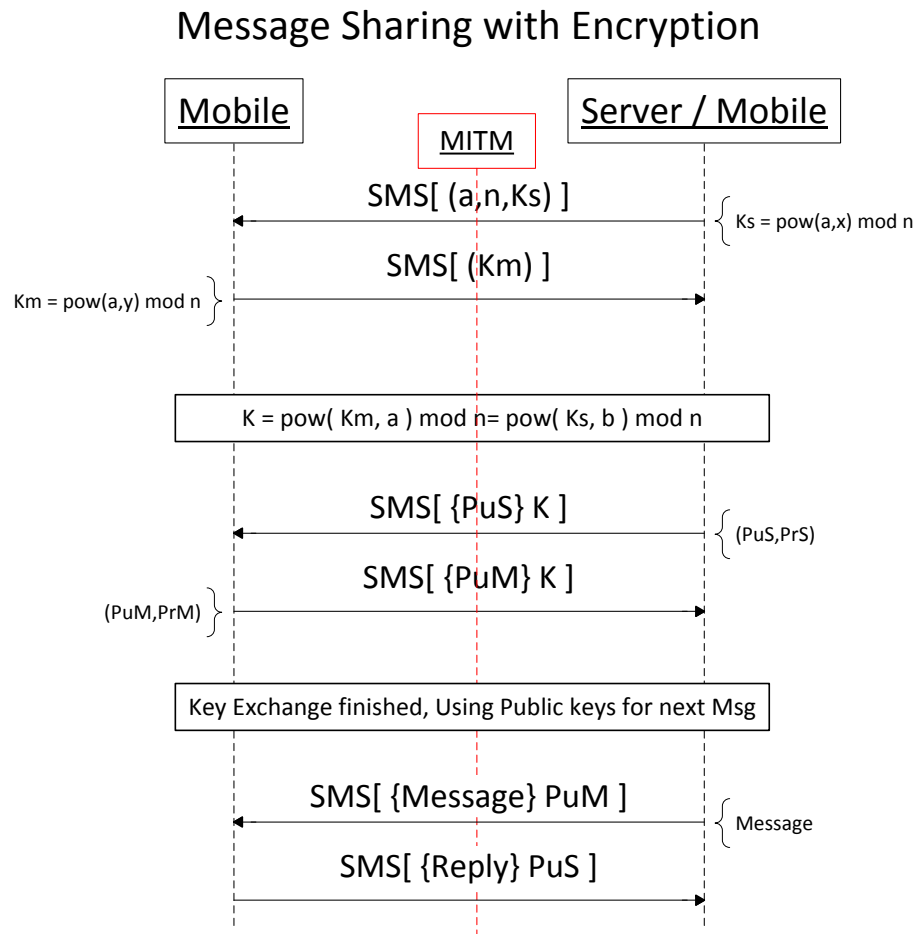 Message Sharing with Encryption
Mobile
Server / Mobile
MITM
SMS[ (a,n,Ks) ]
Ks = pow(a,x) mod n
SMS[ (Km) ]
Km = pow(a,y) mod n
K = pow( Km, a ) mod n= pow( Ks, b ) mod n
SMS[ {PuS} K ]
(PuS,PrS)
SMS[ {PuM} K ]
(PuM,PrM)
Key Exchange finished, Using Public keys for next Msg
SMS[ {Message} PuM ]
Message
SMS[ {Reply} PuS ]